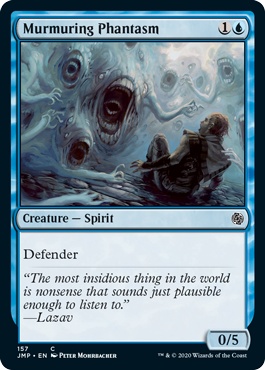 Murmuring Phantasm 1
Creature — Spirit
Defender
“The most insidious thing in the world
is nonsense that sounds just plausible
enough to listen to.”
—Lazav
0/5
157 C
JMP • EN Peter Mohrbacher ™ & © 2020 Wizards of the Coast